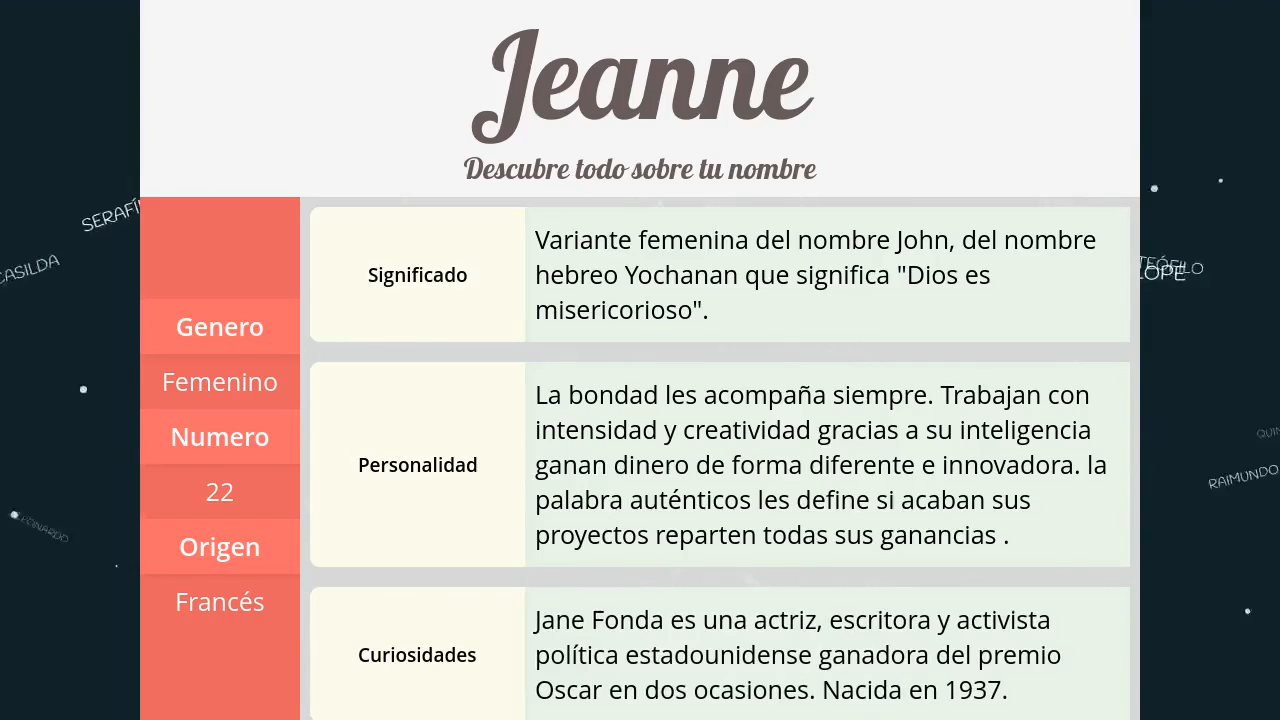 Jeanne
Descubre todo sobre tu nombre
Genero
Femenino
Numero
22
Origen
Francés
Significado
Variante femenina del nombre John, del nombre
hebreo Yochanan que significa "Dios es
misericorioso".
Personalidad
La bondad les acompaña siempre. Trabajan con
intensidad y creatividad gracias a su inteligencia
ganan dinero de forma diferente e innovadora. la
palabra auténticos les define si acaban sus
proyectos reparten todas sus ganancias .
Curiosidades
Jane Fonda es una actriz, escritora y activista
política estadounidense ganadora del premio
Oscar en dos ocasiones. Nacida en 1937.
CASILDA
TEÓFILO
RAIMUNDO